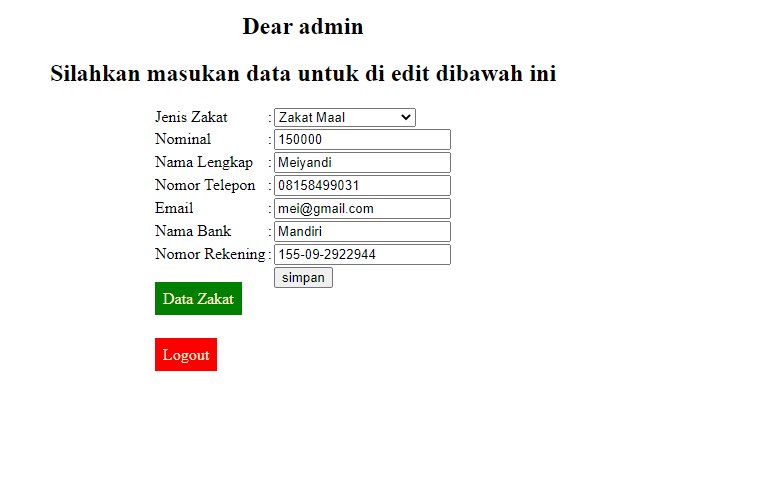 Dear admin
Silahkan masukan data untuk di edit dibawah ini
Jenis Zakat : Zakat Maal
Nominal : 150000
Nama Lengkap : Meiyandi
Nomor Telepon : 08158499031
Email : mei@gmail.com
Nama Bank : Mandiri
Nomor Rekening : 155-09-2922944
simpan
Data Zakat
Logout